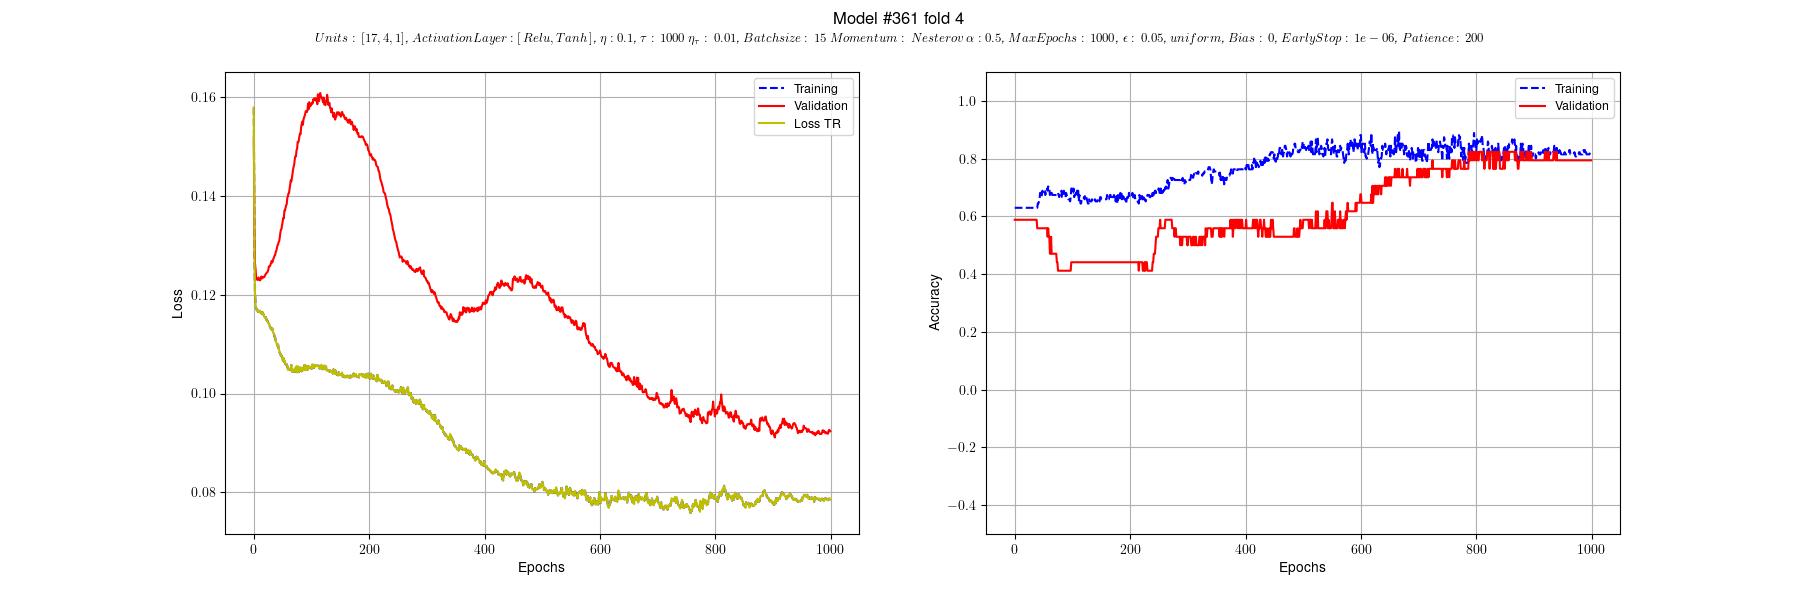 Model #361 fold 4
Units : [17, 4, 1], ActivationLayer : [ Relu, Tanh ], η : 0.1, τ : 1000 ητ : 0.01, Batchsize : 15 Momentum : Nesterov α : 0.5, MaxEpochs : 1000, ϵ : 0.05, uniform, Bias : 0, EarlyStop : 1e − 06, Patience : 200
0.16
0.14
0.12
0.10
0.08
Loss
0 200 400 600 800 1000
Epochs
Training
Validation
Loss TR
1.0
0.8
0.6
0.4
0.2
0.0
−0.2
−0.4
Accuracy
0 200 400 600 800 1000
Epochs
Training
Validation